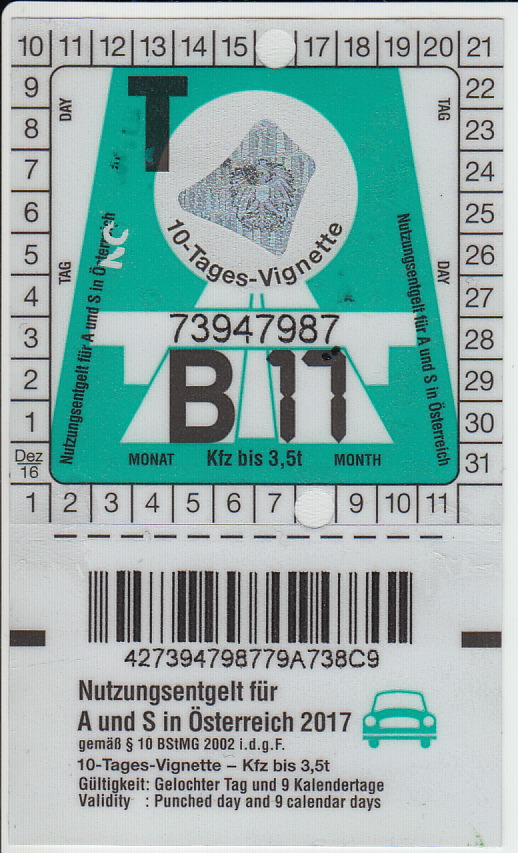 10 11 12 13 14 15 17 18 19 20 21
9 22
8 23
7 24
6 25
5 26
4 27
3 28
2 29
1 30
Dez 16 31
1 2 3 4 5 6 7 9 10 11
DAY
TAG
T
TAG
DAY
10-Tages-Vignette
Nutzungsentgelt für A und S in Österreich
Nutzungsentgelt für A und S in Österreich
73947987
B 17
MONAT Kfz bis 3,5t MONTH
427394798779A738C9
Nutzungsentgelt für
A und S in Österreich 2017
gemäß § 10 BStMG 2002 i.d.g.F.
10-Tages-Vignette – Kfz bis 3,5t
Gültigkeit: Gelochter Tag und 9 Kalendertage
Validity : Punched day and 9 calendar days